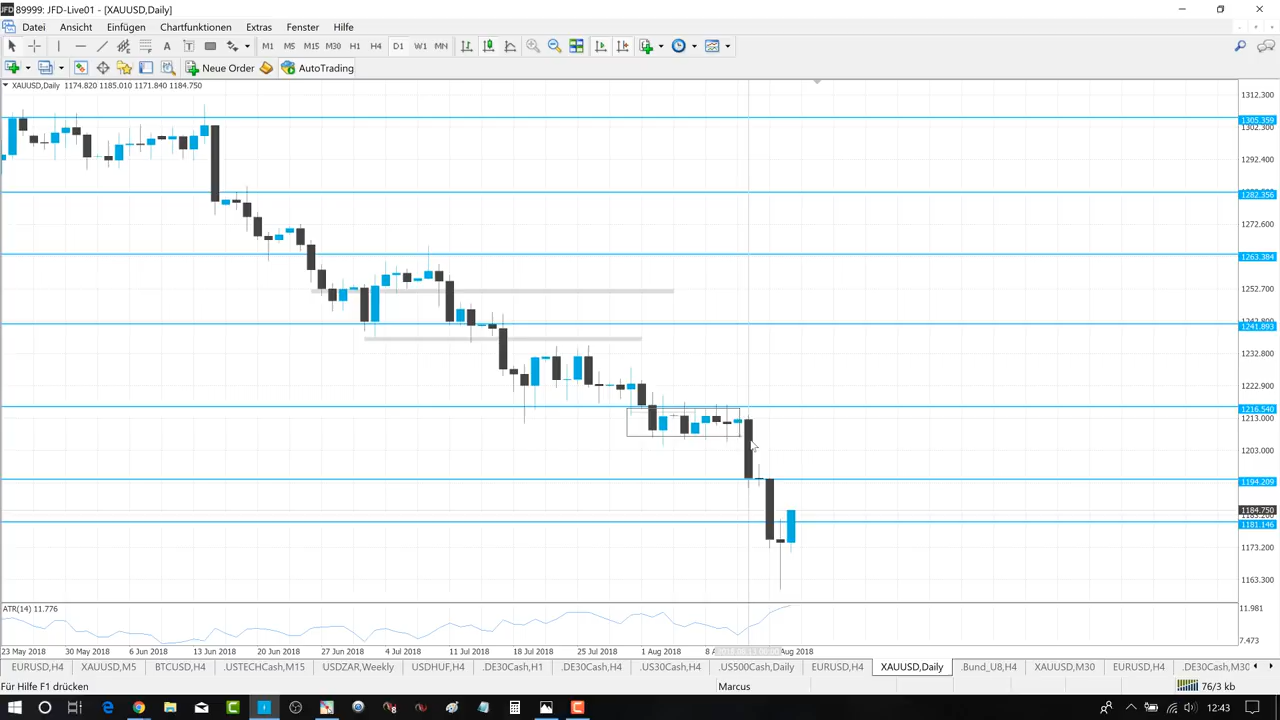 89999: JFD-Live01 - [XAUUSD,Daily]
Datei Ansicht Einfügen Chartfunktionen Extras Fenster Hilfe
A T M1 M5 M15 M30 H1 H4 D1 W1 MN
New Order AutoTrading
XAUUSD,Daily 1174.820 1185.010 1171.840 1184.750
1312.300
1305.359
1302.300
1292.400
1282.356
1272.600
1263.384
1252.700
1241.893
1232.800
1222.900
1216.540
1213.000
1203.000
1194.209
1184.750
1181.146
1173.200
1163.300
ATR(14) 11.776
11.981
7.473
23 May 2018 30 May 2018 6 Jun 2018 13 Jun 2018 20 Jun 2018 27 Jun 2018 4 Jul 2018 11 Jul 2018 18 Jul 2018 25 Jul 2018 1 Aug 2018 8 A Aug 2018
EURUSD,H4 XAUUSD,M5 BTCUSD,H4 .USTECHCash,M15 USDZAR,Weekly USDHUF,H4 .DE30Cash,H1 .DE30Cash,H4 .US30Cash,H4 .US500Cash,Daily EURUSD,H4 XAUUSD,Daily .Bund_U8,H4 XAUUSD,M30 EURUSD,H4 .DE30Cash,M30
Für Hilfe F1 drücken Marcus 76/3 kb
12:43